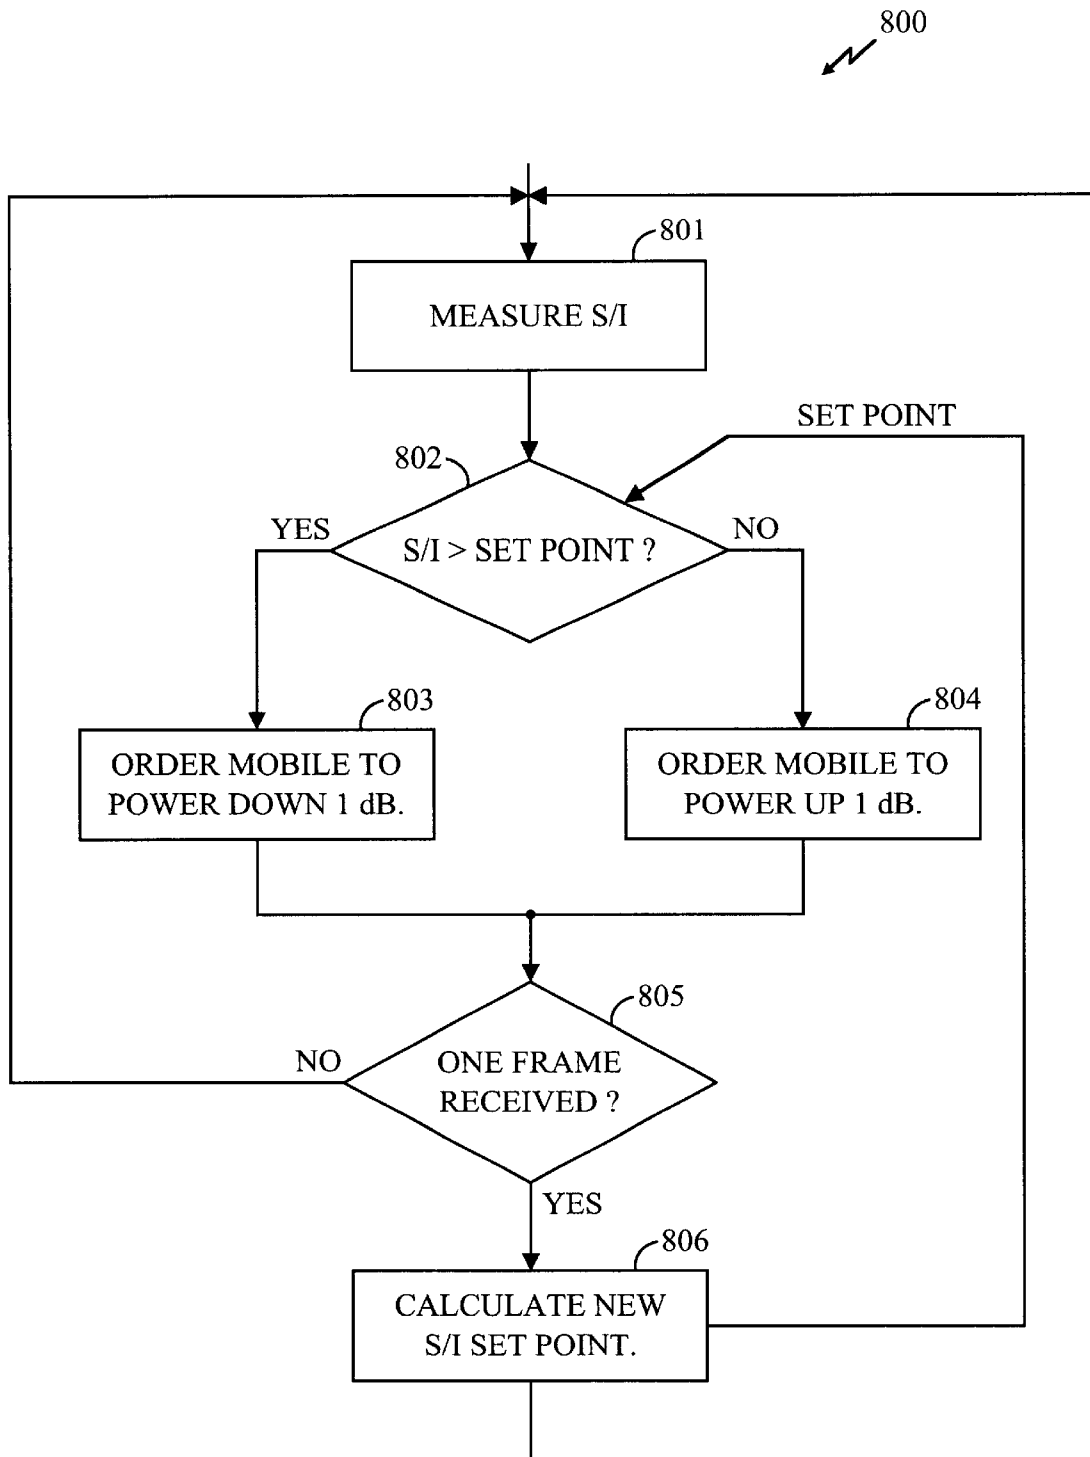 800
801
MEASURE S/I
SET POINT
802
YES
S/I > SET POINT ?
NO
803
ORDER MOBILE TO
POWER DOWN 1 dB.
804
ORDER MOBILE TO
POWER UP 1 dB.
805
NO
ONE FRAME
RECEIVED ?
YES
806
CALCULATE NEW
S/I SET POINT.